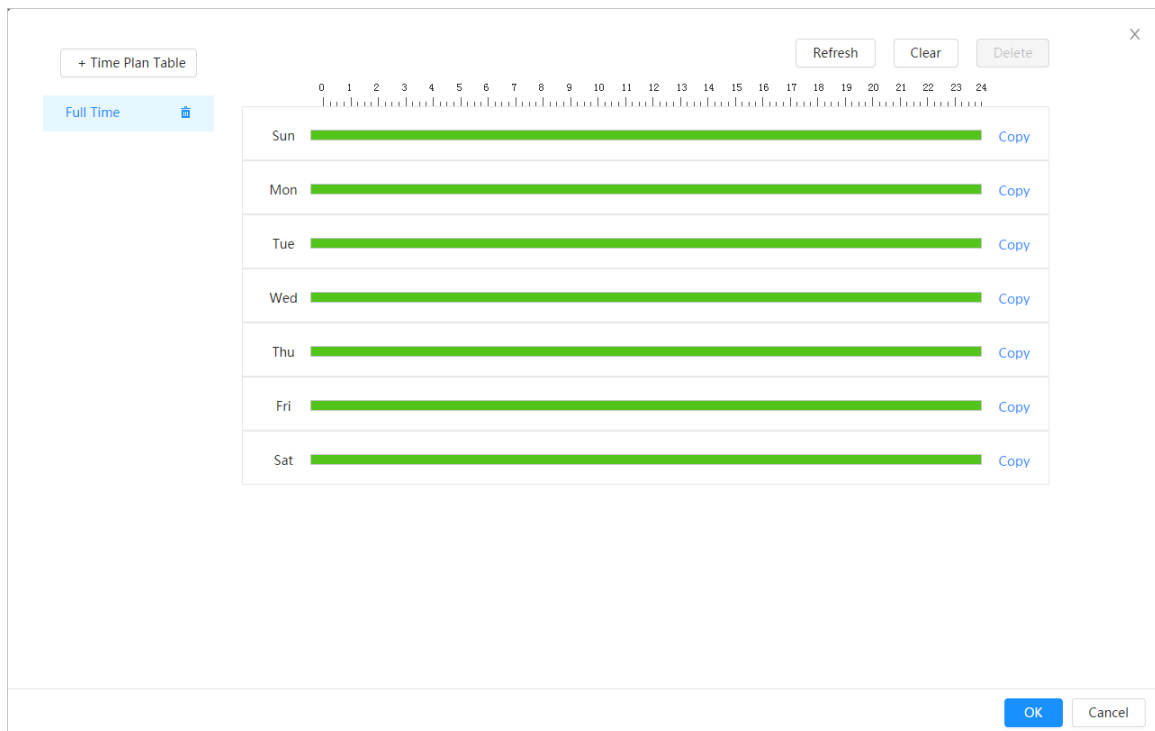 + Time Plan Table
Refresh Clear Delete
Full Time
0 1 2 3 4 5 6 7 8 9 10 11 12 13 14 15 16 17 18 19 20 21 22 23 24
Sun Copy
Mon Copy
Tue Copy
Wed Copy
Thu Copy
Fri Copy
Sat Copy
OK Cancel